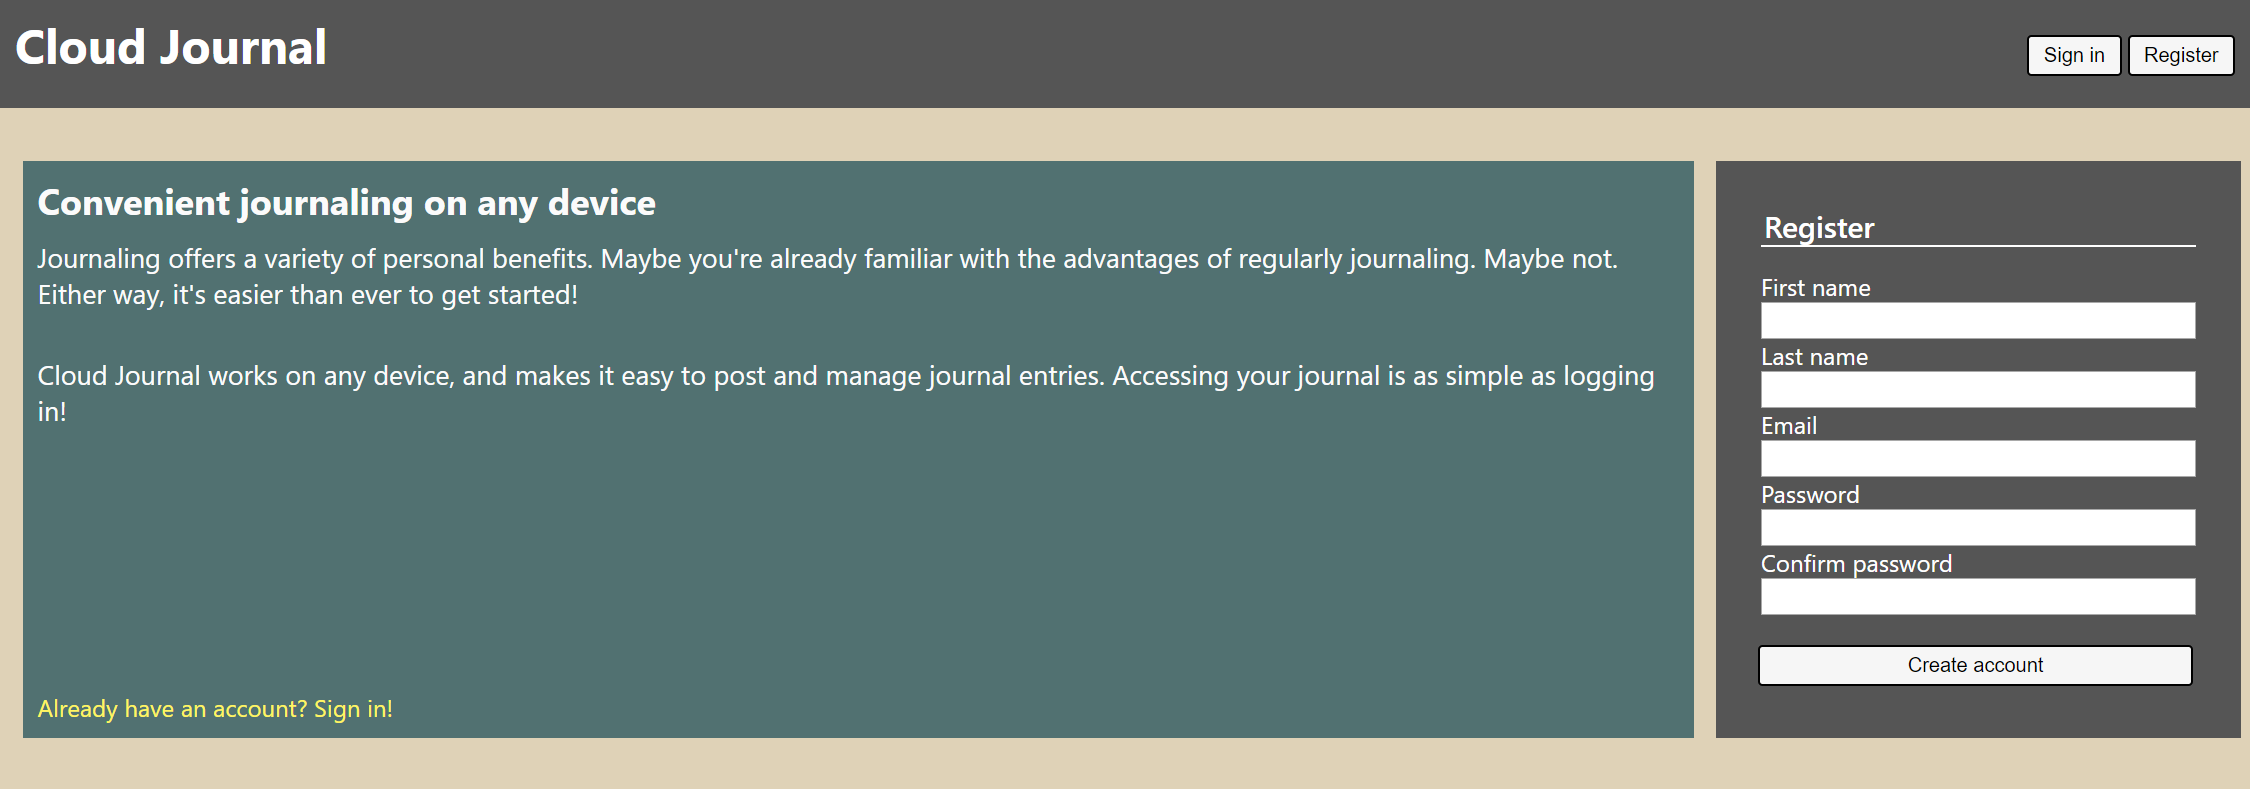 Cloud Journal
Sign in
Register
Convenient journaling on any device
Journaling offers a variety of personal benefits. Maybe you're already familiar with the advantages of regularly journaling. Maybe not.
Either way, it's easier than ever to get started!
Cloud Journal works on any device, and makes it easy to post and manage journal entries. Accessing your journal is as simple as logging
in!
Already have an account? Sign in!
Register
First name
Last name
Email
Password
Confirm password
Create account